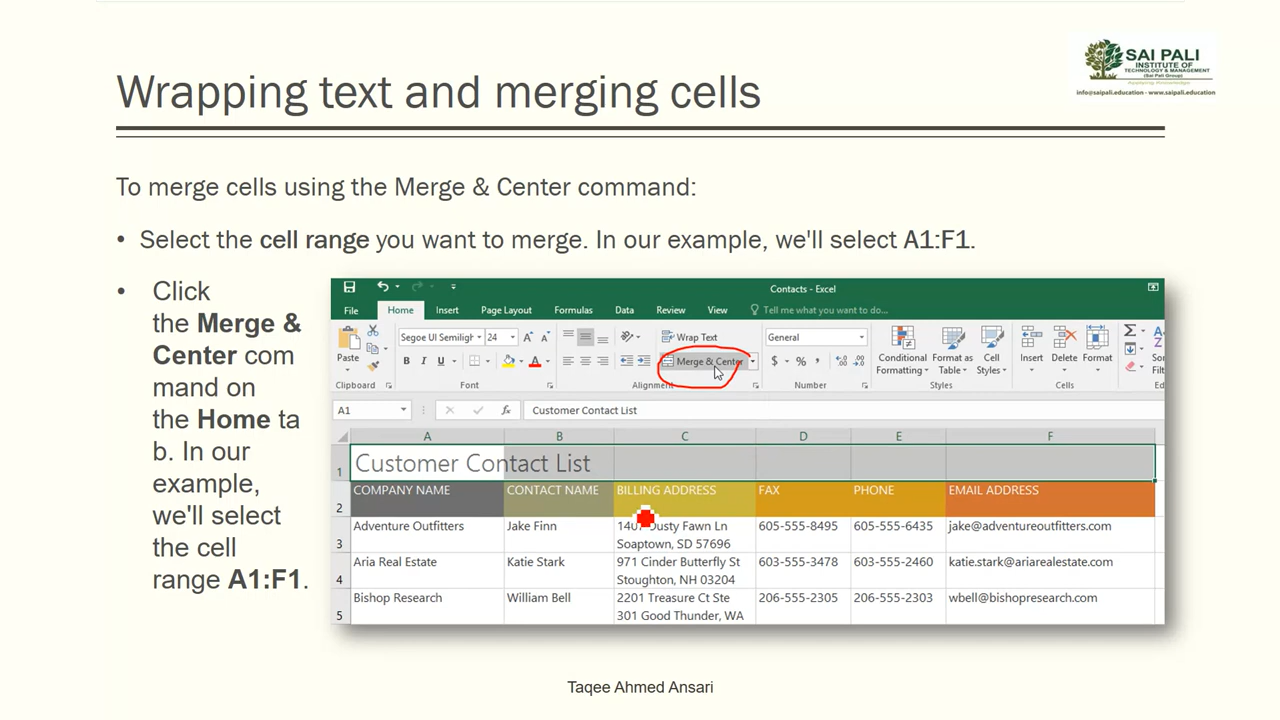 SAI PALI
INSTITUTE OF
TECHNOLOGY & MANAGEMENT
(Sai Pali Group)
info@saipali.education - www.saipali.education
Wrapping text and merging cells
To merge cells using the Merge & Center command:
• Select the cell range you want to merge. In our example, we'll select A1:F1.
• Click
the Merge &
Center com
mand on
the Home ta
b. In our
example,
we'll select
the cell
range A1:F1.
Contacts - Excel
File Home Insert Page Layout Formulas Data Review View Tell me what you want to do...
Paste Segoe UI Semilight 24 Wrap Text General
B I U A Merge & Center $ % , Conditional Formatting Format as Table Cell Styles Insert Delete Format
Clipboard Alignment Number Styles Cells
A1 fx Customer Contact List
A B C D E F
1 Customer Contact List
2 COMPANY NAME CONTACT NAME BILLING ADDRESS FAX PHONE EMAIL ADDRESS
3 Adventure Outfitters Jake Finn 1407 Dusty Fawn Ln 605-555-8495 605-555-6435 jake@adventureoutfitters.com
Soaptown, SD 57696
4 Aria Real Estate Katie Stark 971 Cinder Butterfly St 603-555-3478 603-555-2460 katie.stark@ariarealestate.com
Stoughton, NH 03204
5 Bishop Research William Bell 2201 Treasure Ct Ste 206-555-2305 206-555-2303 wbell@bishopresearch.com
301 Good Thunder, WA
Taqee Ahmed Ansari